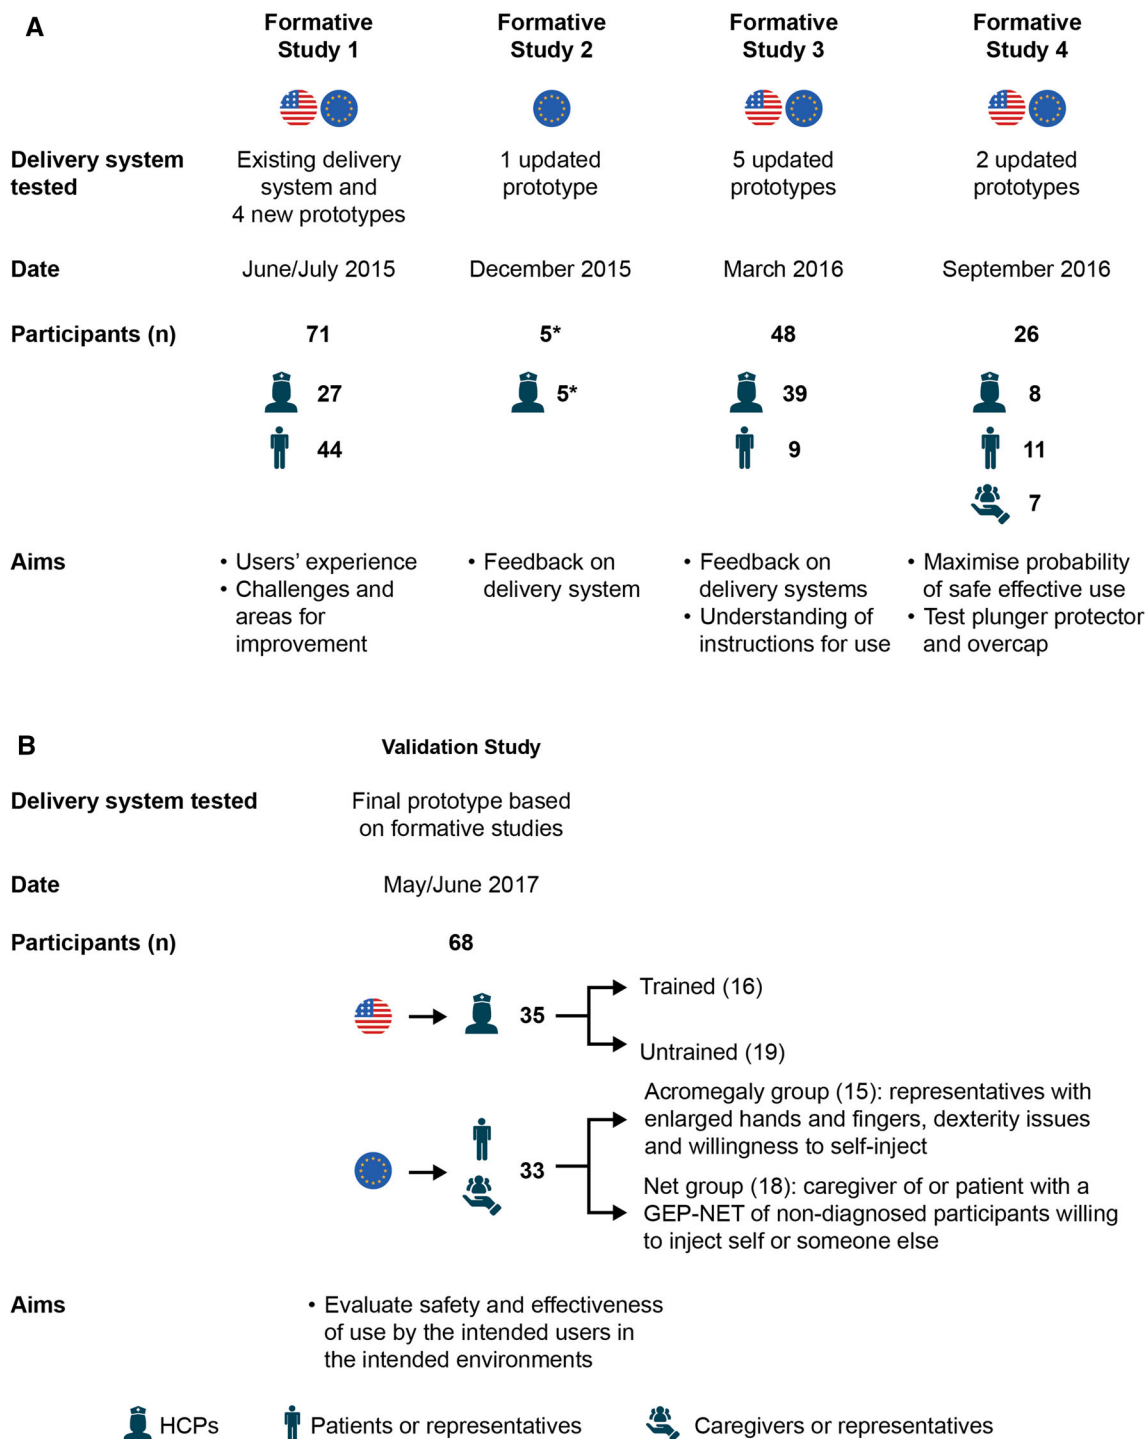 A
Formative
Study 1
Formative
Study 2
Formative
Study 3
Formative
Study 4
Delivery system
tested
Existing delivery
system and
4 new prototypes
1 updated
prototype
5 updated
prototypes
2 updated
prototypes
Date
June/July 2015
December 2015
March 2016
September 2016
Participants (n)
71
5*
48
26
27
5*
39
8
44
9
11
7
Aims
• Users’ experience
• Challenges and
areas for
improvement
• Feedback on
delivery system
• Feedback on
delivery systems
• Understanding of
instructions for use
• Maximise probability
of safe effective use
• Test plunger protector
and overcap
B
Validation Study
Delivery system tested
Final prototype based
on formative studies
Date
May/June 2017
Participants (n)
68
35
Trained (16)
Untrained (19)
33
Acromegaly group (15): representatives with
enlarged hands and fingers, dexterity issues
and willingness to self-inject
Net group (18): caregiver of or patient with a
GEP-NET of non-diagnosed participants willing
to inject self or someone else
Aims
• Evaluate safety and effectiveness
of use by the intended users in
the intended environments
HCPs
Patients or representatives
Caregivers or representatives